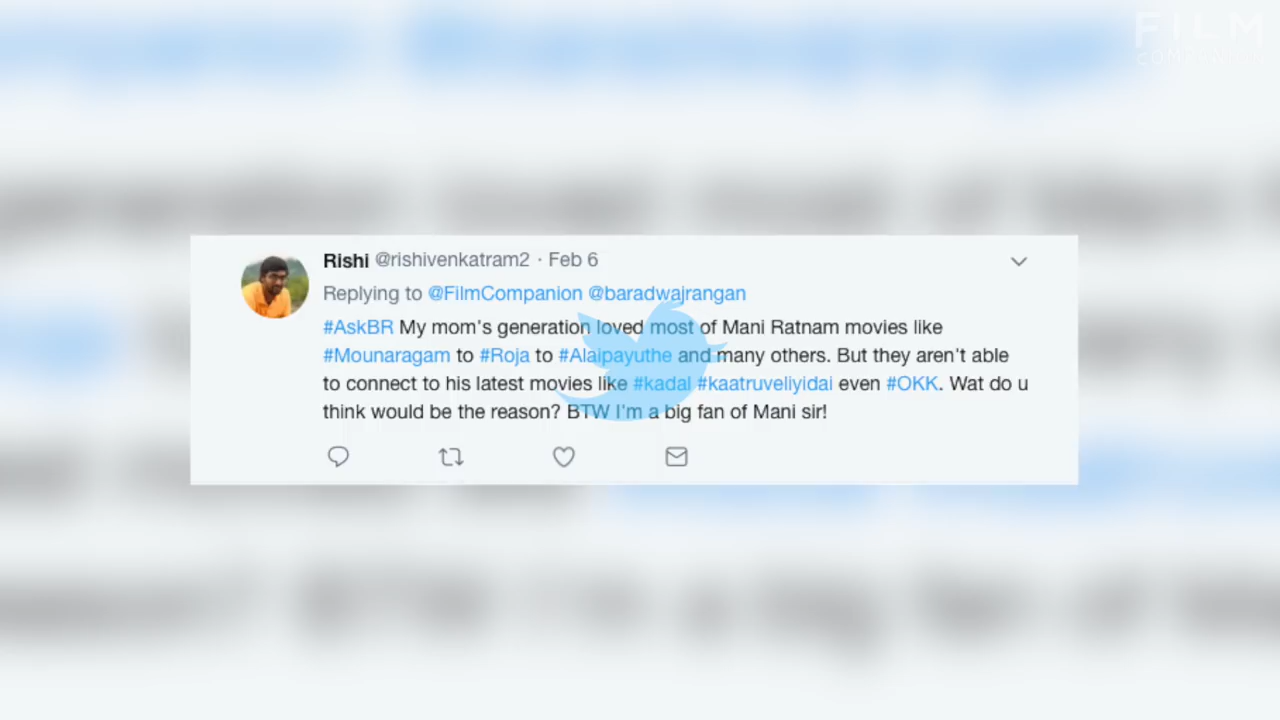 FILM
COMPANION
Rishi @rishivenkatram2 · Feb 6
Replying to @FilmCompanion @baradwajrangan
#AskBR My mom's generation loved most of Mani Ratnam movies like
#Mounaragam to #Roja to #Alaipayuthe and many others. But they aren't able
to connect to his latest movies like #kadal #kaatruveliyidai even #OKK. Wat do u
think would be the reason? BTW I'm a big fan of Mani sir!